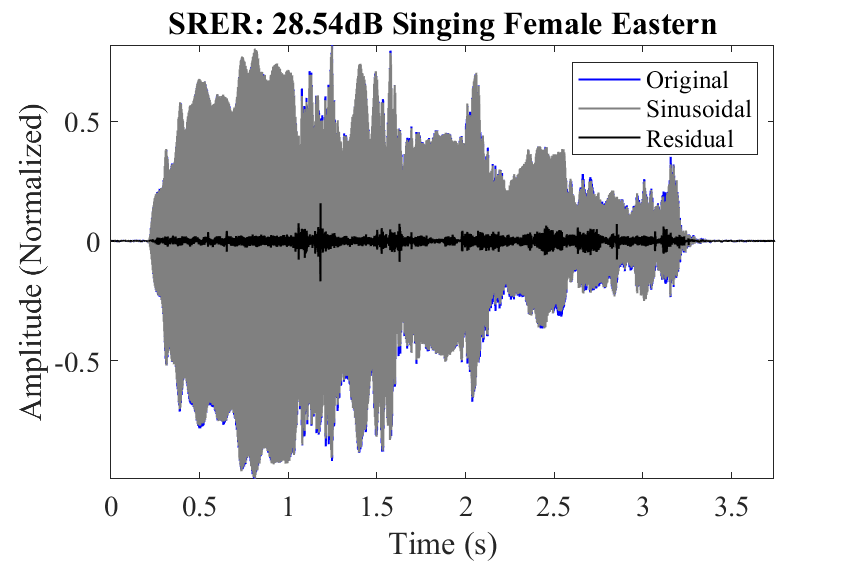 SRER: 28.54dB Singing Female Eastern
Original
Sinusoidal
Residual
Amplitude (Normalized)
0.5
0
-0.5
0 0.5 1 1.5 2 2.5 3 3.5
Time (s)